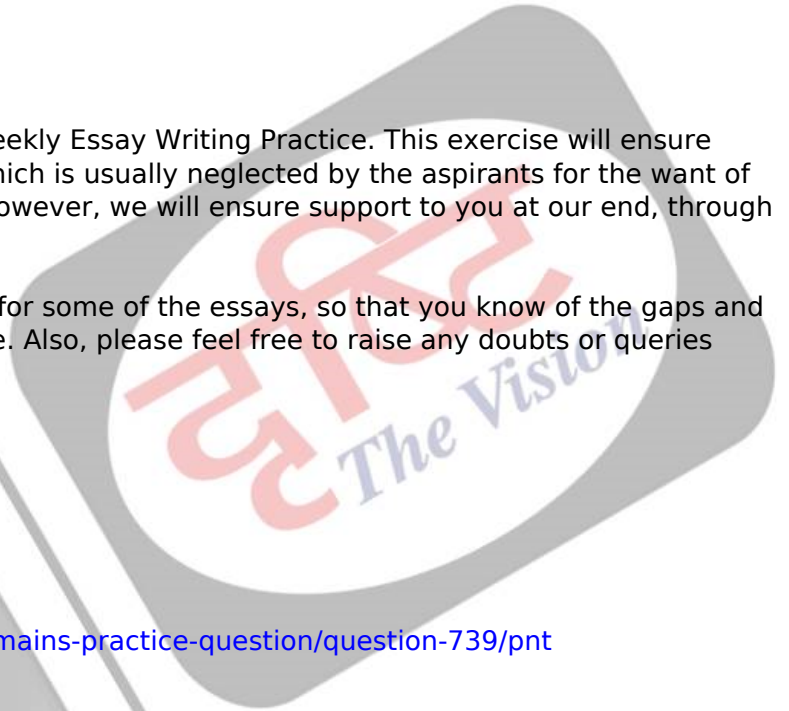 eekly Essay Writing Practice. This exercise will ensure
hich is usually neglected by the aspirants for the want of
owever, we will ensure support to you at our end, through
for some of the essays, so that you know of the gaps and
e. Also, please feel free to raise any doubts or queries
दृष्टि
The Vision
mains-practice-question/question-739/pnt